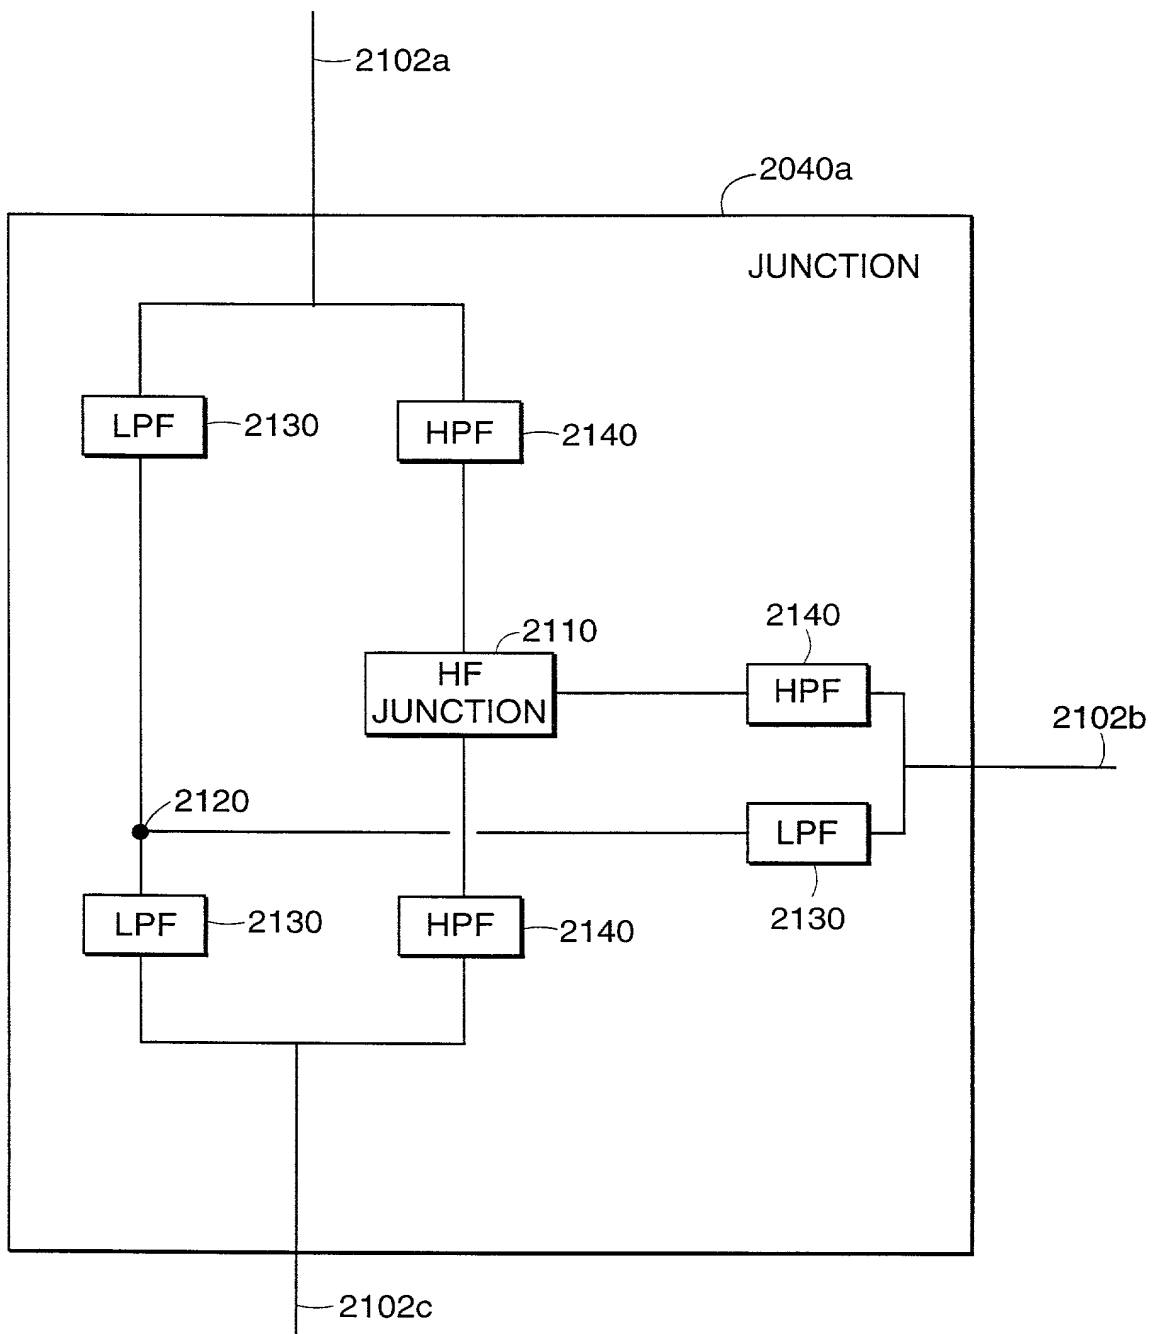 2102a
2040a
JUNCTION
LPF
2130
HPF
2140
2110
HF
JUNCTION
2140
HPF
2102b
2120
LPF
2130
LPF
2130
HPF
2140
2102c